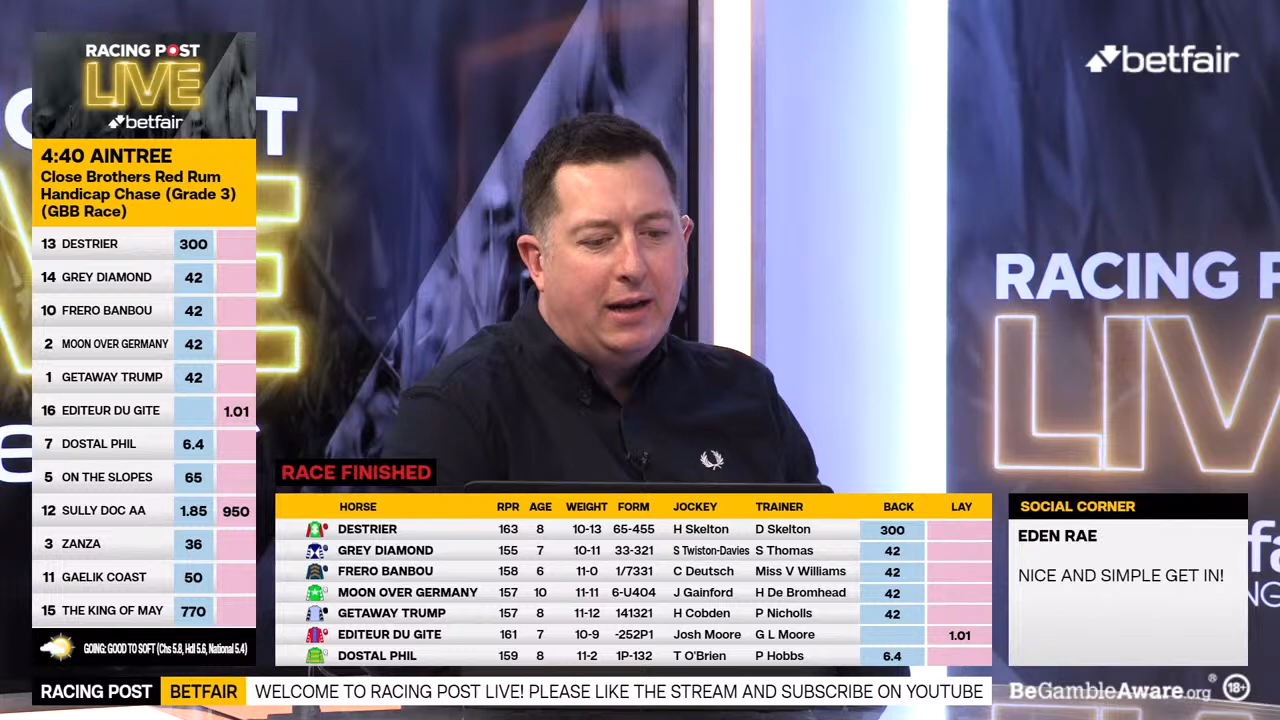 RACING POST
LIVE
betfair
4:40 AINTREE
Close Brothers Red Rum
Handicap Chase (Grade 3)
(GBB Race)
13 DESTRIER 300
14 GREY DIAMOND 42
10 FRERO BANBOU 42
2 MOON OVER GERMANY 42
1 GETAWAY TRUMP 42
16 EDITEUR DU GITE 1.01
7 DOSTAL PHIL 6.4
5 ON THE SLOPES 65
12 SULLY DOC AA 1.85 950
3 ZANZA 36
11 GAELIK COAST 50
15 THE KING OF MAY 770
GOING: GOOD TO SOFT (Chs 5.8, Hdl 5.6, National 5.4)
betfair
RACING P
LIV
RACE FINISHED
HORSE RPR AGE WEIGHT FORM JOCKEY TRAINER BACK LAY
DESTRIER 163 8 10-13 65-455 H Skelton D Skelton 300
GREY DIAMOND 155 7 10-11 33-321 S Twiston-Davies S Thomas 42
FRERO BANBOU 158 6 11-0 1/7331 C Deutsch Miss V Williams 42
MOON OVER GERMANY 157 10 11-11 6-U404 J Gainford H De Bromhead 42
GETAWAY TRUMP 157 8 11-12 141321 H Cobden P Nicholls 42
EDITEUR DU GITE 161 7 10-9 -252P1 Josh Moore G L Moore 1.01
DOSTAL PHIL 159 8 11-2 1P-132 T O'Brien P Hobbs 6.4
SOCIAL CORNER
EDEN RAE
NICE AND SIMPLE GET IN!
RACING POST BETFAIR WELCOME TO RACING POST LIVE! PLEASE LIKE THE STREAM AND SUBSCRIBE ON YOUTUBE
BeGambleAware.org® 18+